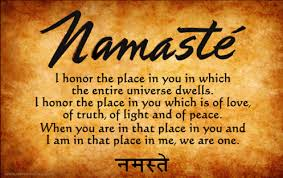 Namasté
I honor the place in you in which
the entire universe dwells.
I honor the place in you which is of love,
of truth, of light and of peace.
When you are in that place in you and
I am in that place in me, we are one.
नमस्ते